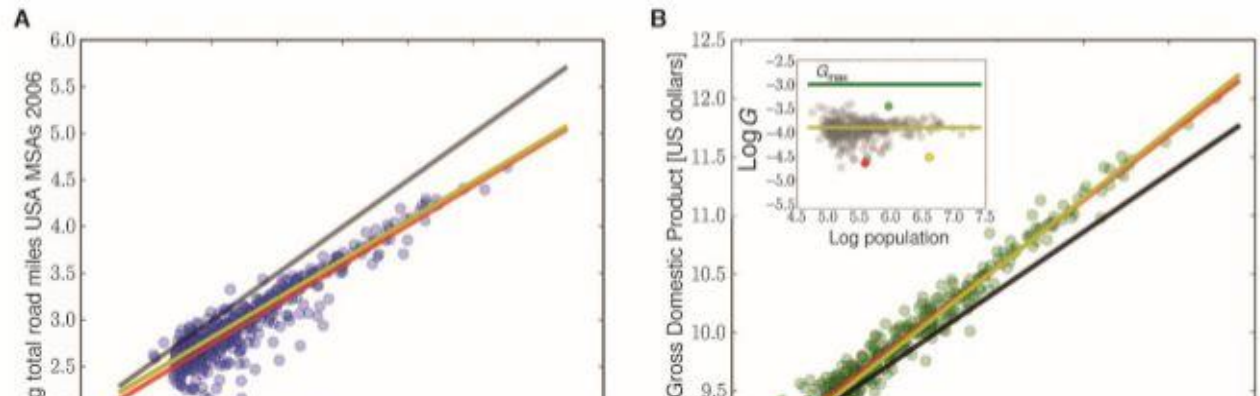 A
g total road miles USA MSAs 2006
6.0
5.5
5.0
4.5
4.0
3.5
3.0
2.5
B
Gross Domestic Product [US dollars]
12.5
12.0
11.5
11.0
10.5
10.0
9.5
Log G
−2.5
−3.0
−3.5
−4.0
−4.5
−5.0
−5.5
Gmax
4.5 5.0 5.5 6.0 6.5 7.0 7.5
Log population